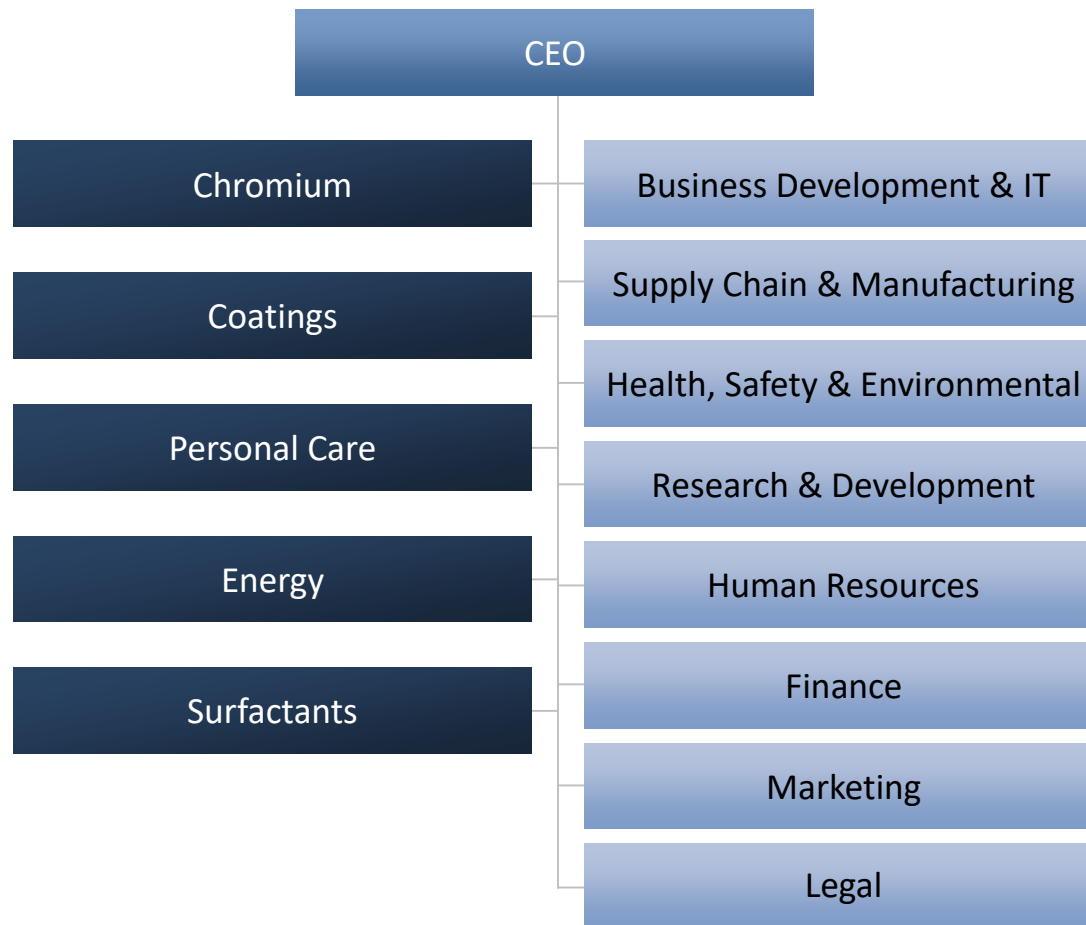 CEO
Chromium
Coatings
Personal Care
Energy
Surfactants
Business Development & IT
Supply Chain & Manufacturing
Health, Safety & Environmental
Research & Development
Human Resources
Finance
Marketing
Legal